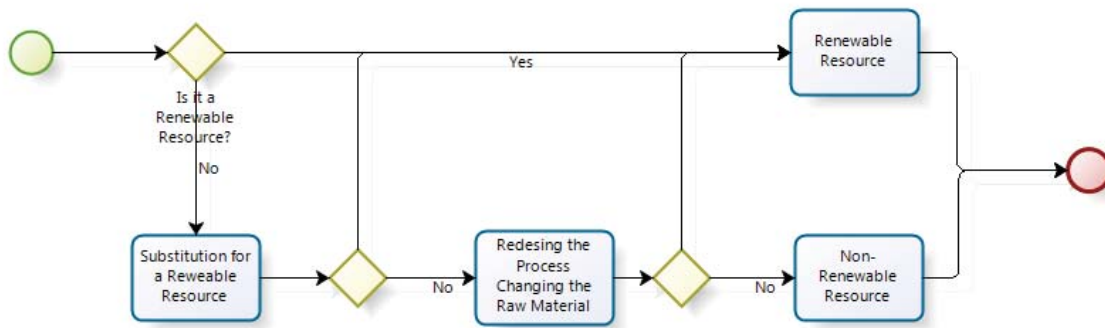 Renewable
Resource
Yes
Is it a
Renewable
Resource?
No
Substitution for
a Reweable
Resource
No
Redesing the
Process
Changing the
Raw Material
No
Non-
Renewable
Resource